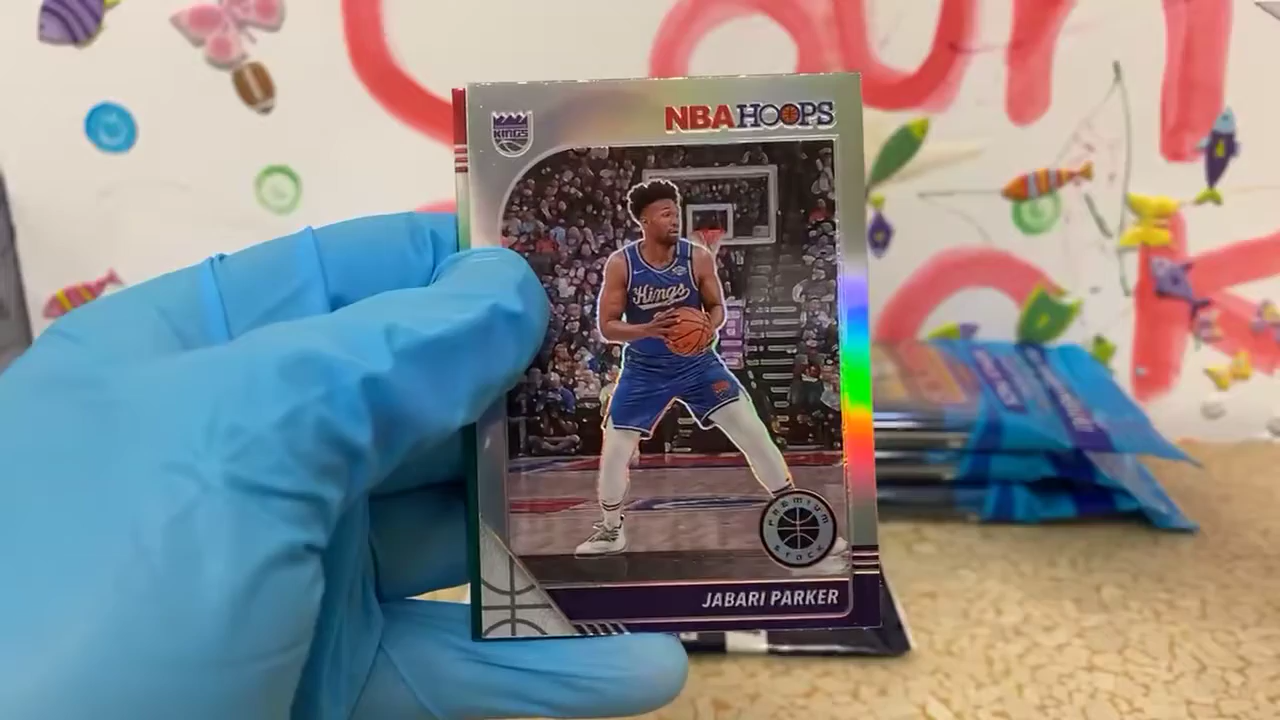 KINGS
NBA HOOPS
Kings
PREMIUM
STOCK
JABARI PARKER